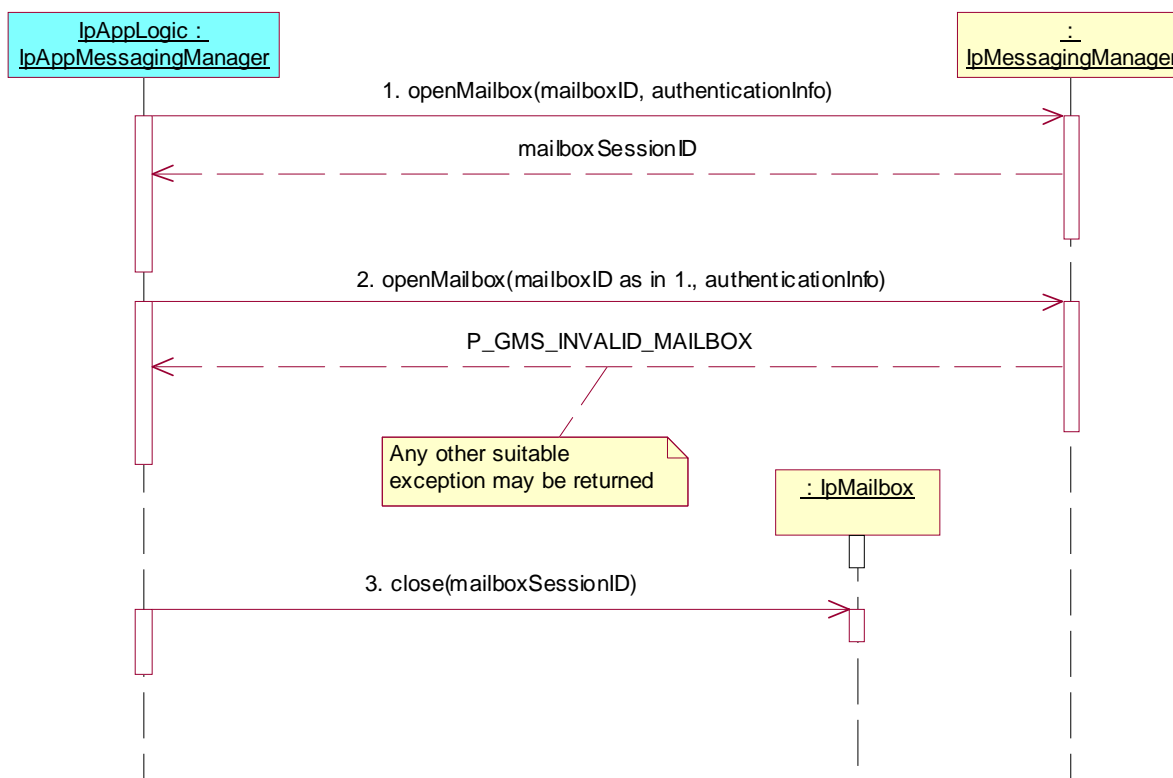 IpAppLogic :
IpAppMessagingManager
:
IpMessagingManager
1. openMailbox(mailboxID, authenticationInfo)
mailboxSessionID
2. openMailbox(mailboxID as in 1., authenticationInfo)
P_GMS_INVALID_MAILBOX
Any other suitable
exception may be returned
: IpMailbox
3. close(mailboxSessionID)